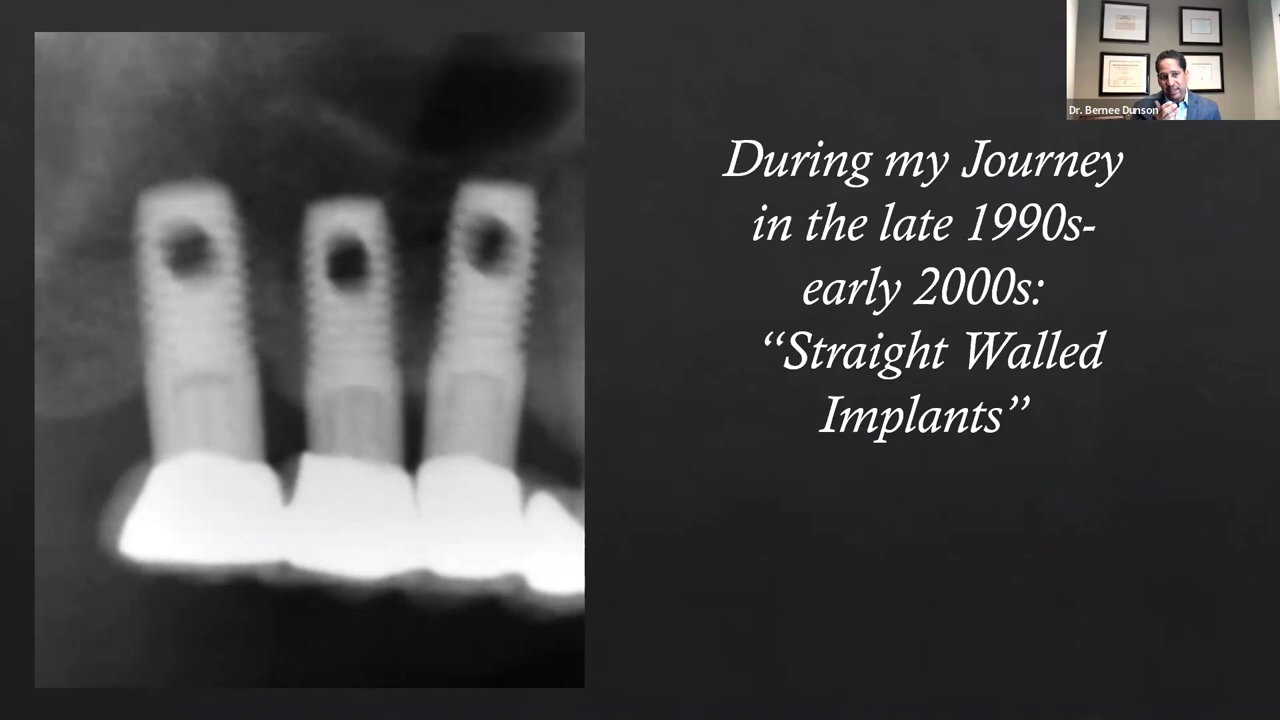 Dr. Bernee Dunson
During my Journey
in the late 1990s-
early 2000s:
“Straight Walled
Implants”